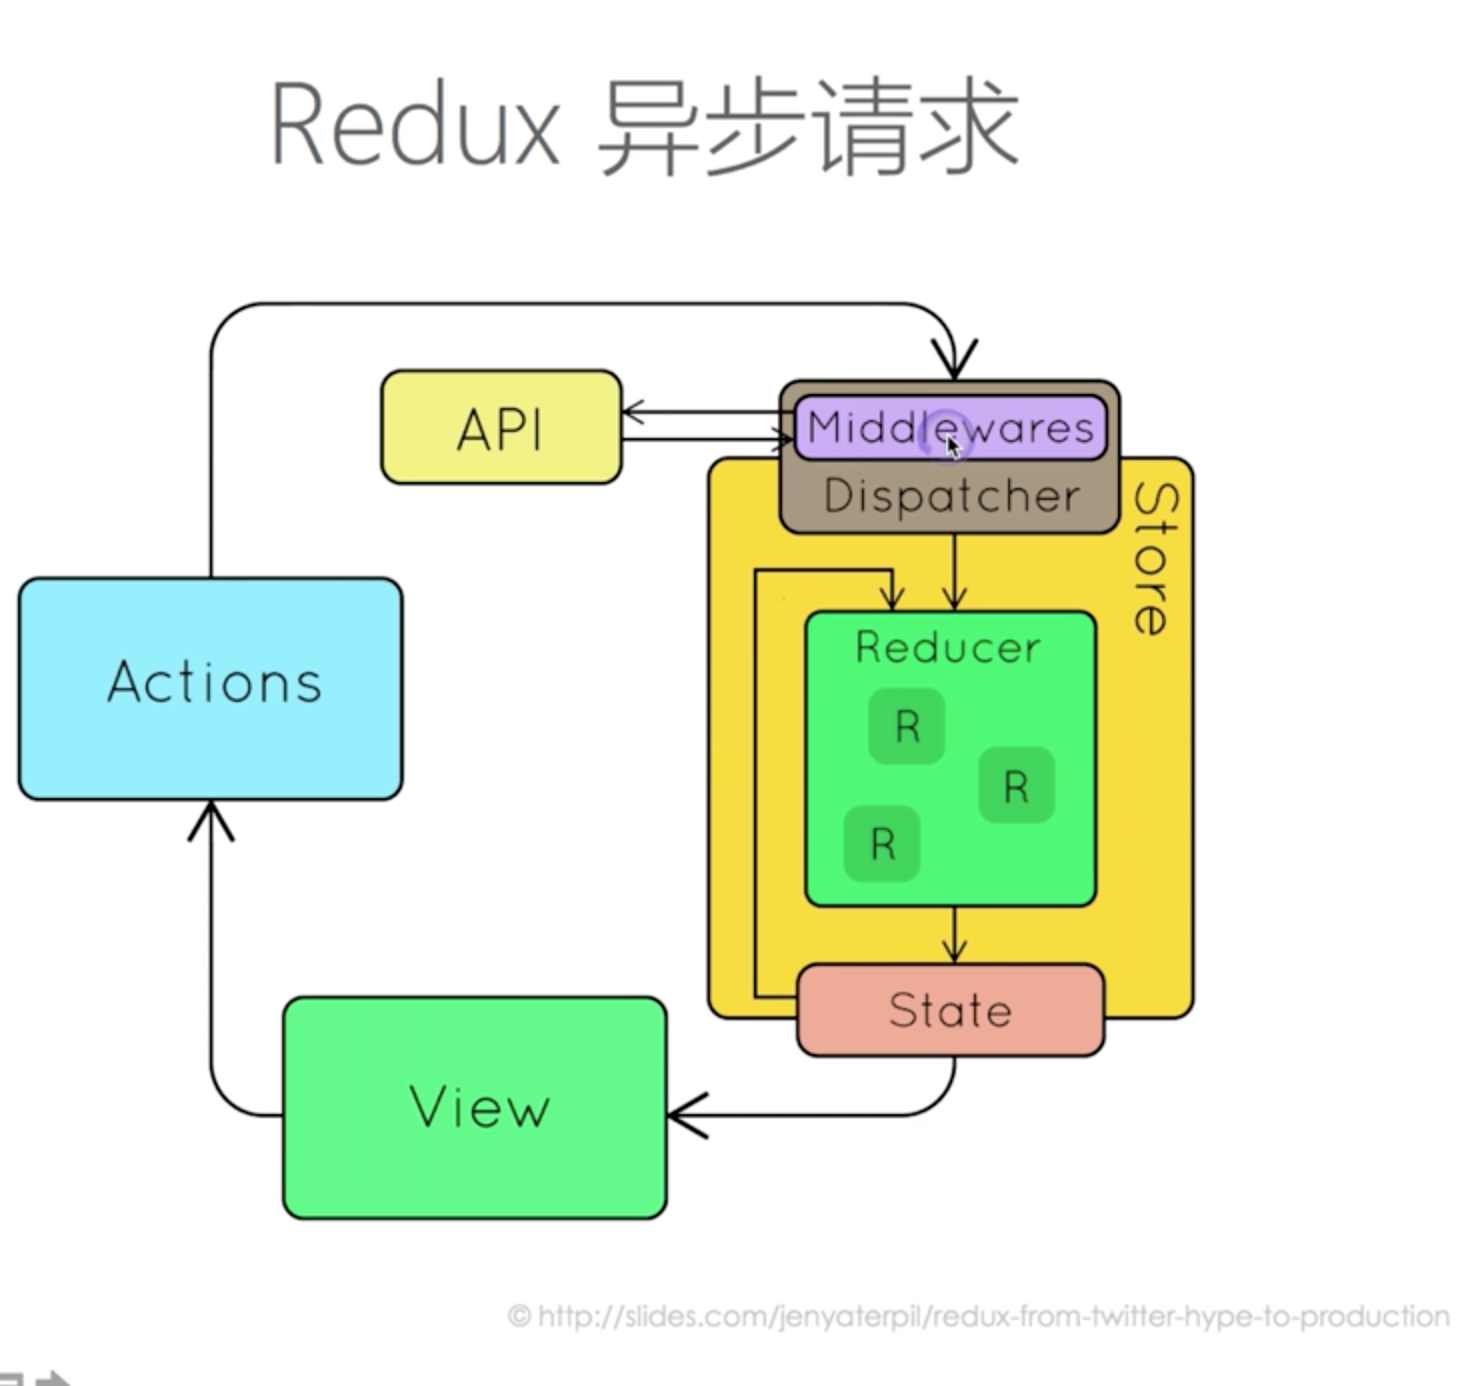 Redux 异步请求
API
Middlewares
Dispatcher
Store
Actions
Reducer
R
R
R
State
View
© http://slides.com/jenyaterpil/redux-from-twitter-hype-to-production